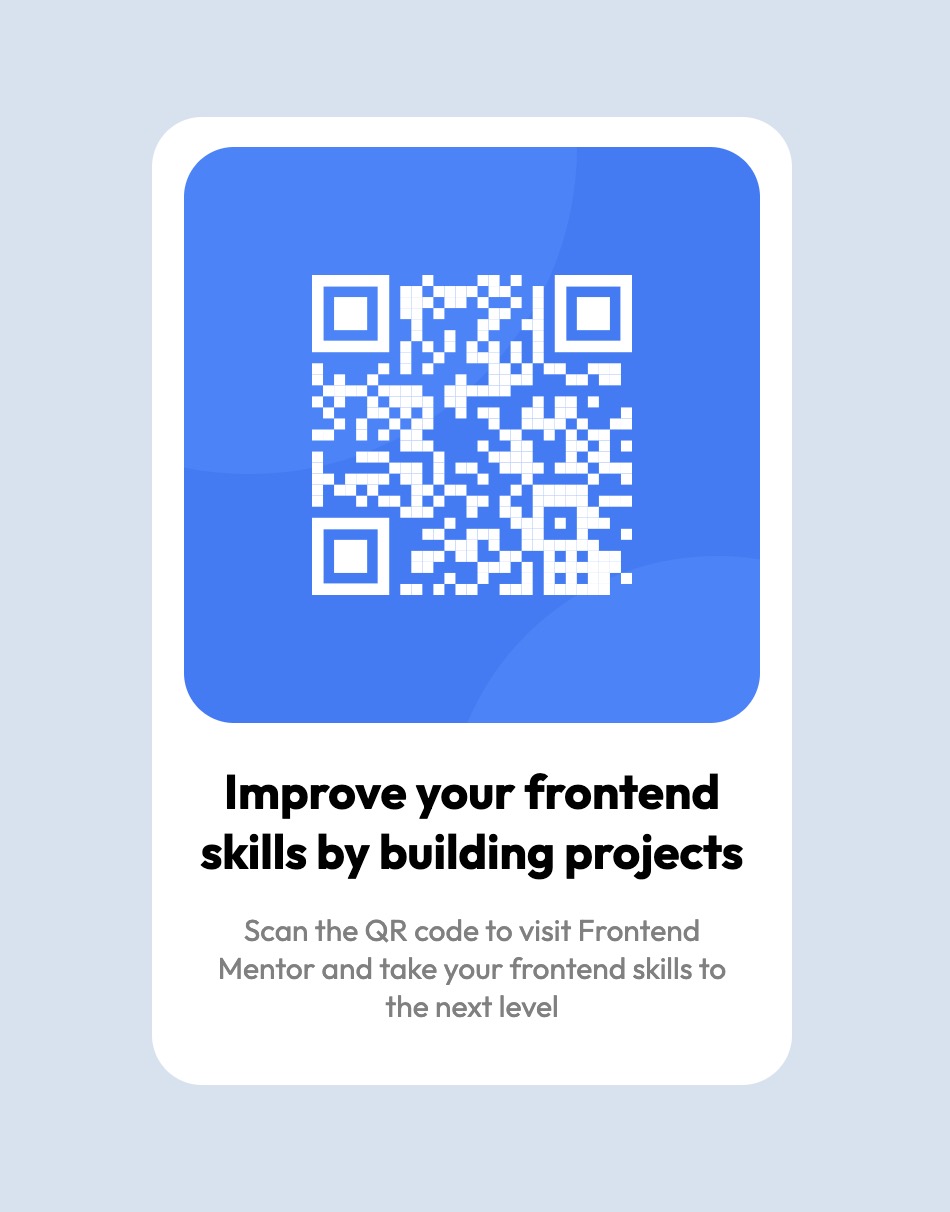 Improve your frontend
skills by building projects
Scan the QR code to visit Frontend
Mentor and take your frontend skills to
the next level